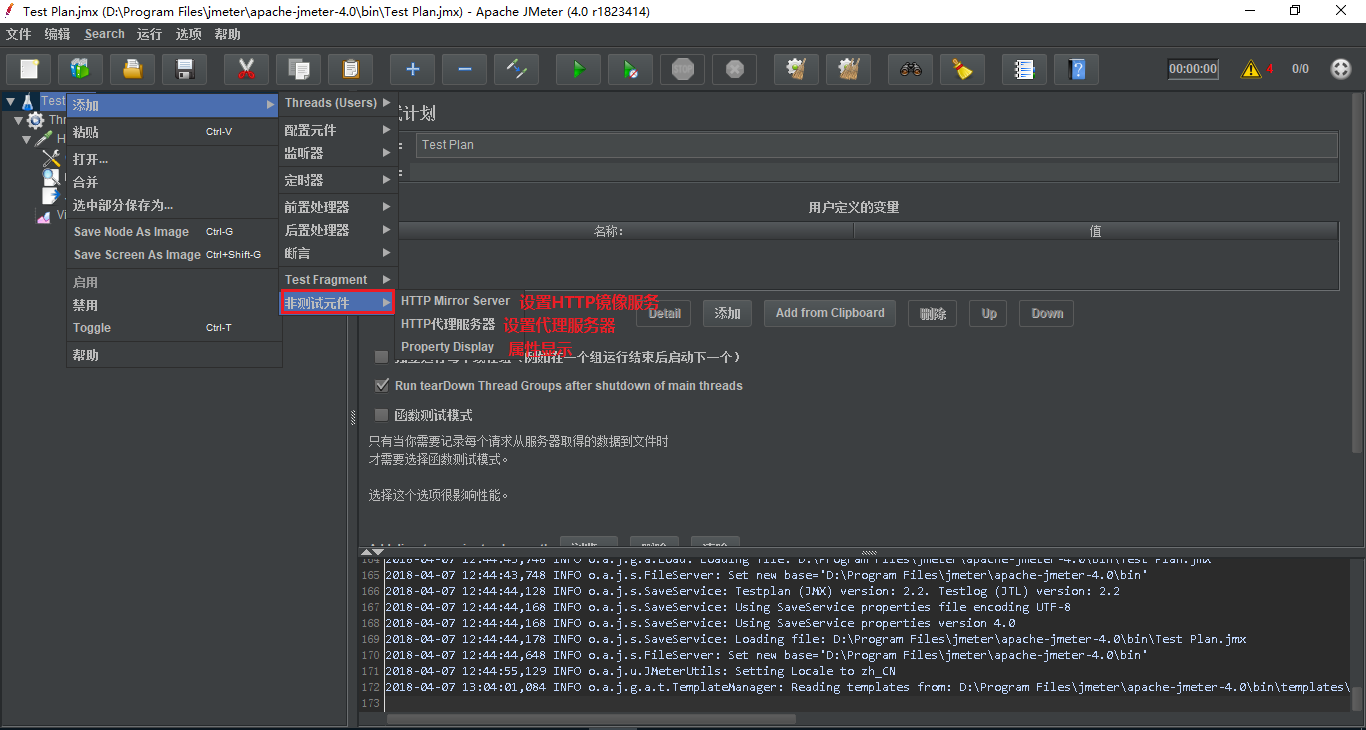 Test Plan.jmx (D:\Program Files\jmeter\apache-jmeter-4.0\bin\Test Plan.jmx) - Apache JMeter (4.0 r1823414)
文件 编辑 Search 运行 选项 帮助
STOP 00:00:00 4 0/0
Test
Thr
H
Vi
添加
粘贴 Ctrl-V
打开...
合并
选中部分保存为...
Save Node As Image Ctrl-G
Save Screen As Image Ctrl+Shift-G
启用
禁用
Toggle Ctrl-T
帮助
Threads (Users)
配置元件
监听器
定时器
前置处理器
后置处理器
断言
Test Fragment
非测试元件
HTTP Mirror Server 设置HTTP镜像服务
HTTP代理服务器 设置代理服务器
Property Display 属性显示
计划
: Test Plan
:
用户定义的变量
名称: 值
Detail 添加 Add from Clipboard 删除 Up Down
在一个组运行结束后启动下一个）
Run tearDown Thread Groups after shutdown of main threads
函数测试模式
只有当你需要记录每个请求从服务器取得的数据到文件时
才需要选择函数测试模式。
选择这个选项很影响性能。
164 2018-04-07 12:44:43,748 INFO o.a.j.g.a.Load: Loading file: D:\Program Files\jmeter\apache-jmeter-4.0\bin\Test Plan.jmx
165 2018-04-07 12:44:43,748 INFO o.a.j.s.FileServer: Set new base='D:\Program Files\jmeter\apache-jmeter-4.0\bin'
166 2018-04-07 12:44:44,128 INFO o.a.j.s.SaveService: Testplan (JMX) version: 2.2. Testlog (JTL) version: 2.2
167 2018-04-07 12:44:44,168 INFO o.a.j.s.SaveService: Using SaveService properties file encoding UTF-8
168 2018-04-07 12:44:44,168 INFO o.a.j.s.SaveService: Using SaveService properties version 4.0
169 2018-04-07 12:44:44,178 INFO o.a.j.s.SaveService: Loading file: D:\Program Files\jmeter\apache-jmeter-4.0\bin\Test Plan.jmx
170 2018-04-07 12:44:44,648 INFO o.a.j.s.FileServer: Set new base='D:\Program Files\jmeter\apache-jmeter-4.0\bin'
171 2018-04-07 12:44:55,129 INFO o.a.j.u.JMeterUtils: Setting Locale to zh_CN
172 2018-04-07 13:04:01,084 INFO o.a.j.g.a.t.TemplateManager: Reading templates from: D:\Program Files\jmeter\apache-jmeter-4.0\bin\templates\
173